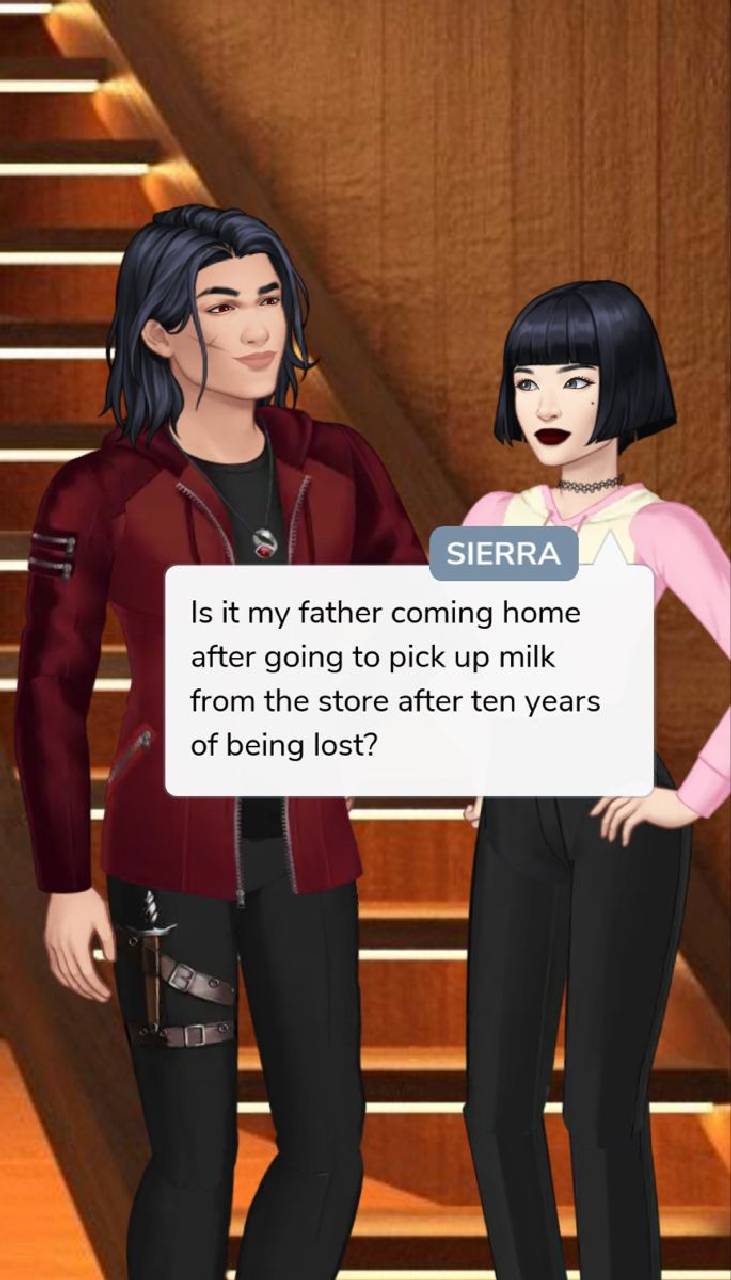 SIERRA
Is it my father coming home
after going to pick up milk
from the store after ten years
of being lost?